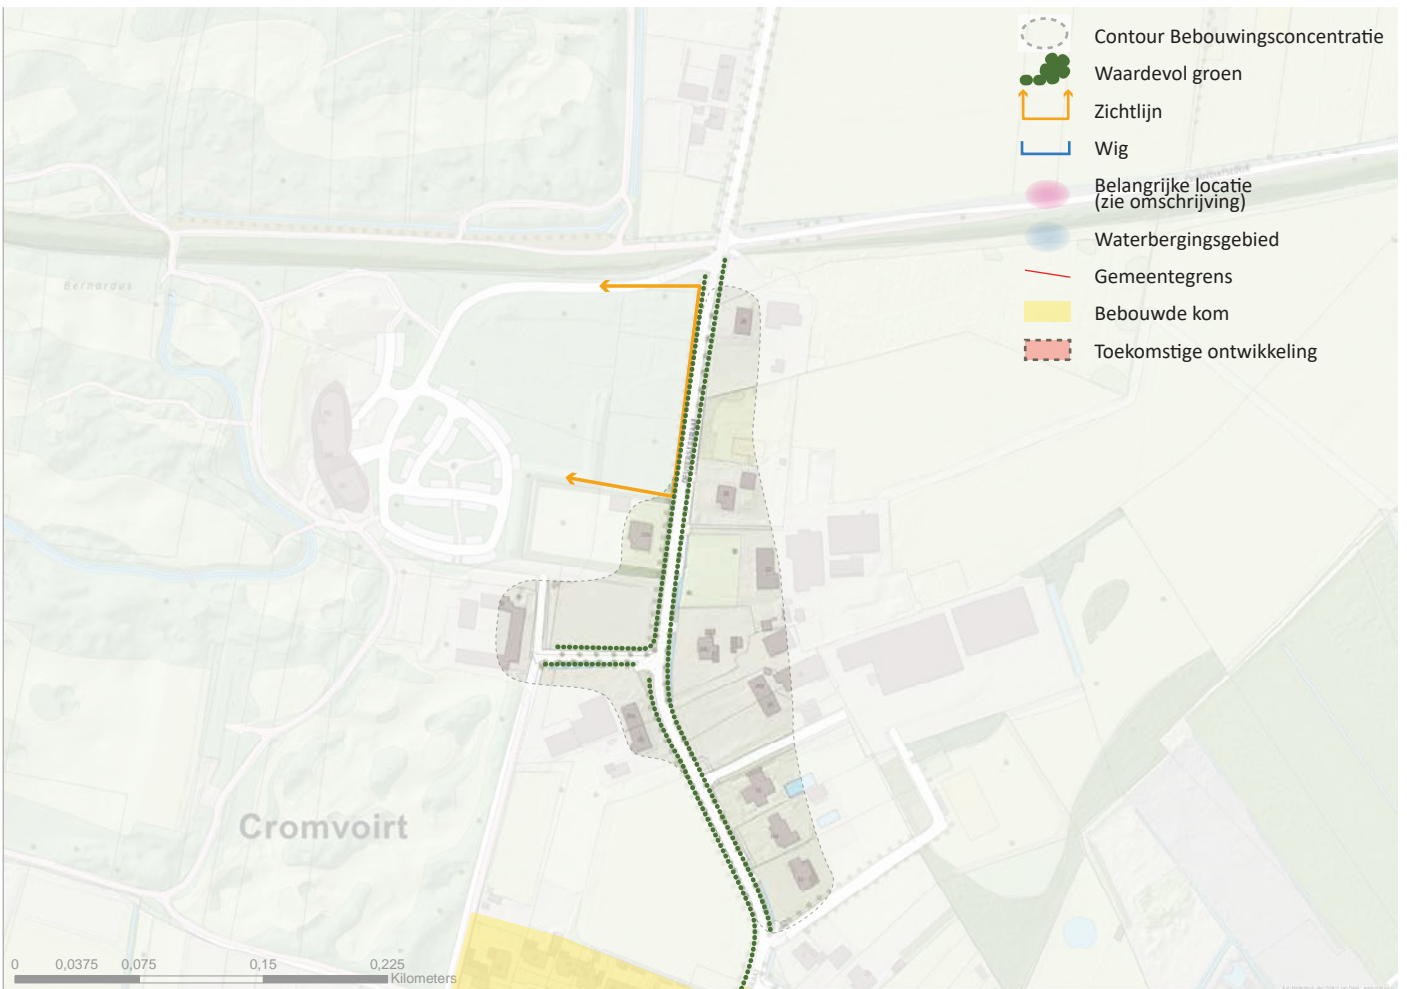 Contour Bebouwingsconcentratie
Waardevol groen
Zichtlijn
Wig
Belangrijke locatie
(zie omschrijving)
Waterbergingsgebied
Gemeentegrens
Bebouwde kom
Toekomstige ontwikkeling
Bernardus
Cromvoirt
0 0,0375 0,075 0,15 0,225
Kilometers